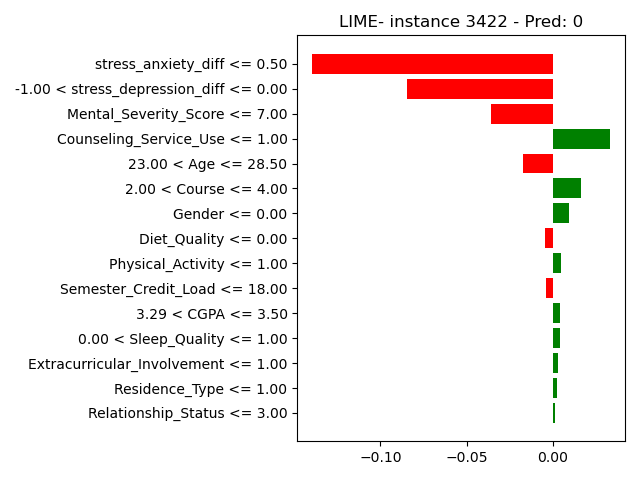 LIME- instance 3422 - Pred: 0
stress_anxiety_diff <= 0.50
-1.00 < stress_depression_diff <= 0.00
Mental_Severity_Score <= 7.00
Counseling_Service_Use <= 1.00
23.00 < Age <= 28.50
2.00 < Course <= 4.00
Gender <= 0.00
Diet_Quality <= 0.00
Physical_Activity <= 1.00
Semester_Credit_Load <= 18.00
3.29 < CGPA <= 3.50
0.00 < Sleep_Quality <= 1.00
Extracurricular_Involvement <= 1.00
Residence_Type <= 1.00
Relationship_Status <= 3.00
−0.10 −0.05 0.00